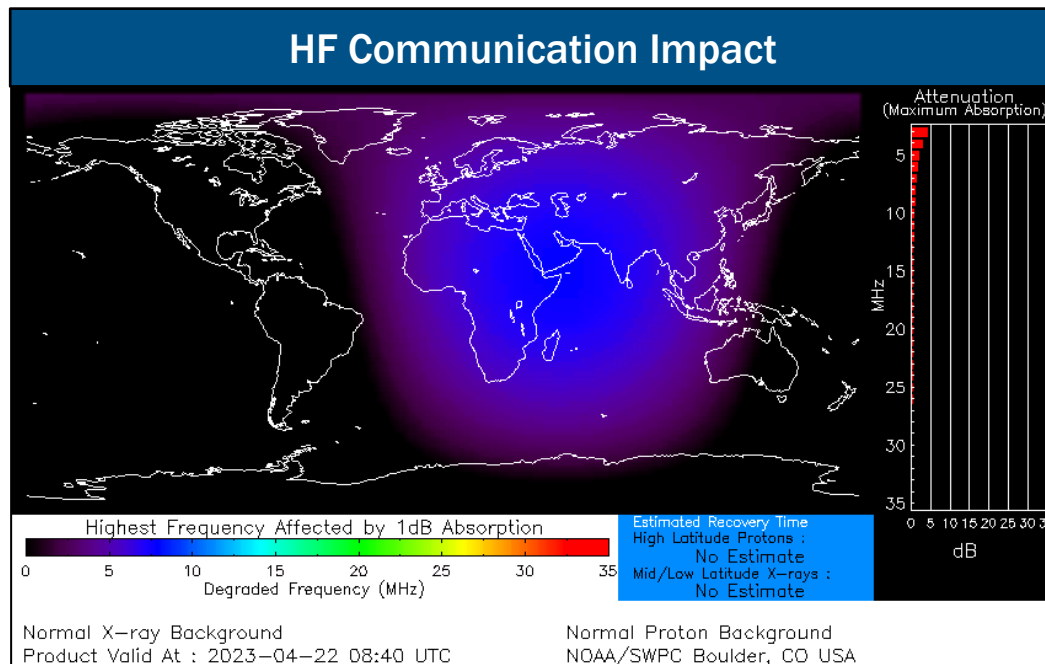 HF Communication Impact
Attenuation
(Maximum Absorption)
5
10
15
MHz
20
25
30
35
0 5 10 15 20 25 30 3
dB
Highest Frequency Affected by 1dB Absorption
0 5 10 15 20 25 30 35
Degraded Frequency (MHz)
Estimated Recovery Time
High Latitude Protons :
No Estimate
Mid/Low Latitude X-rays :
No Estimate
Normal X-ray Background
Normal Proton Background
Product Valid At : 2023-04-22 08:40 UTC
NOAA/SWPC Boulder, CO USA